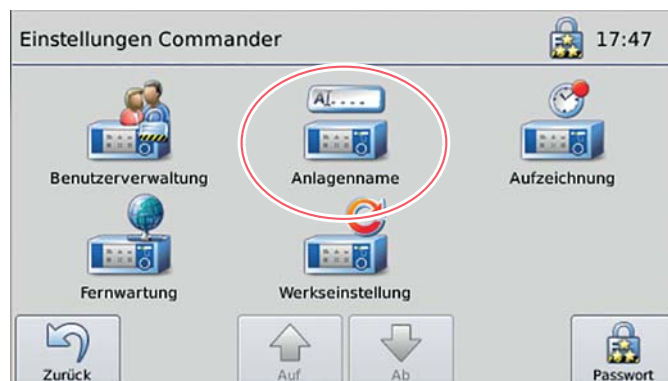 Einstellungen Commander 17:47
AI....
Benutzerverwaltung Anlagenname Aufzeichnung
Fernwartung Werkseinstellung
Zurück Auf Ab Passwort